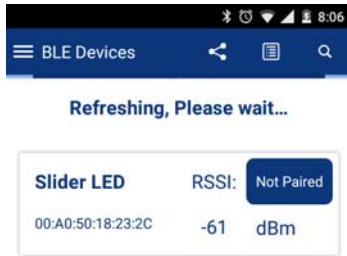 8:06
BLE Devices
Refreshing, Please wait...
Slider LED RSSI: Not Paired
00:A0:50:18:23:2C -61 dBm